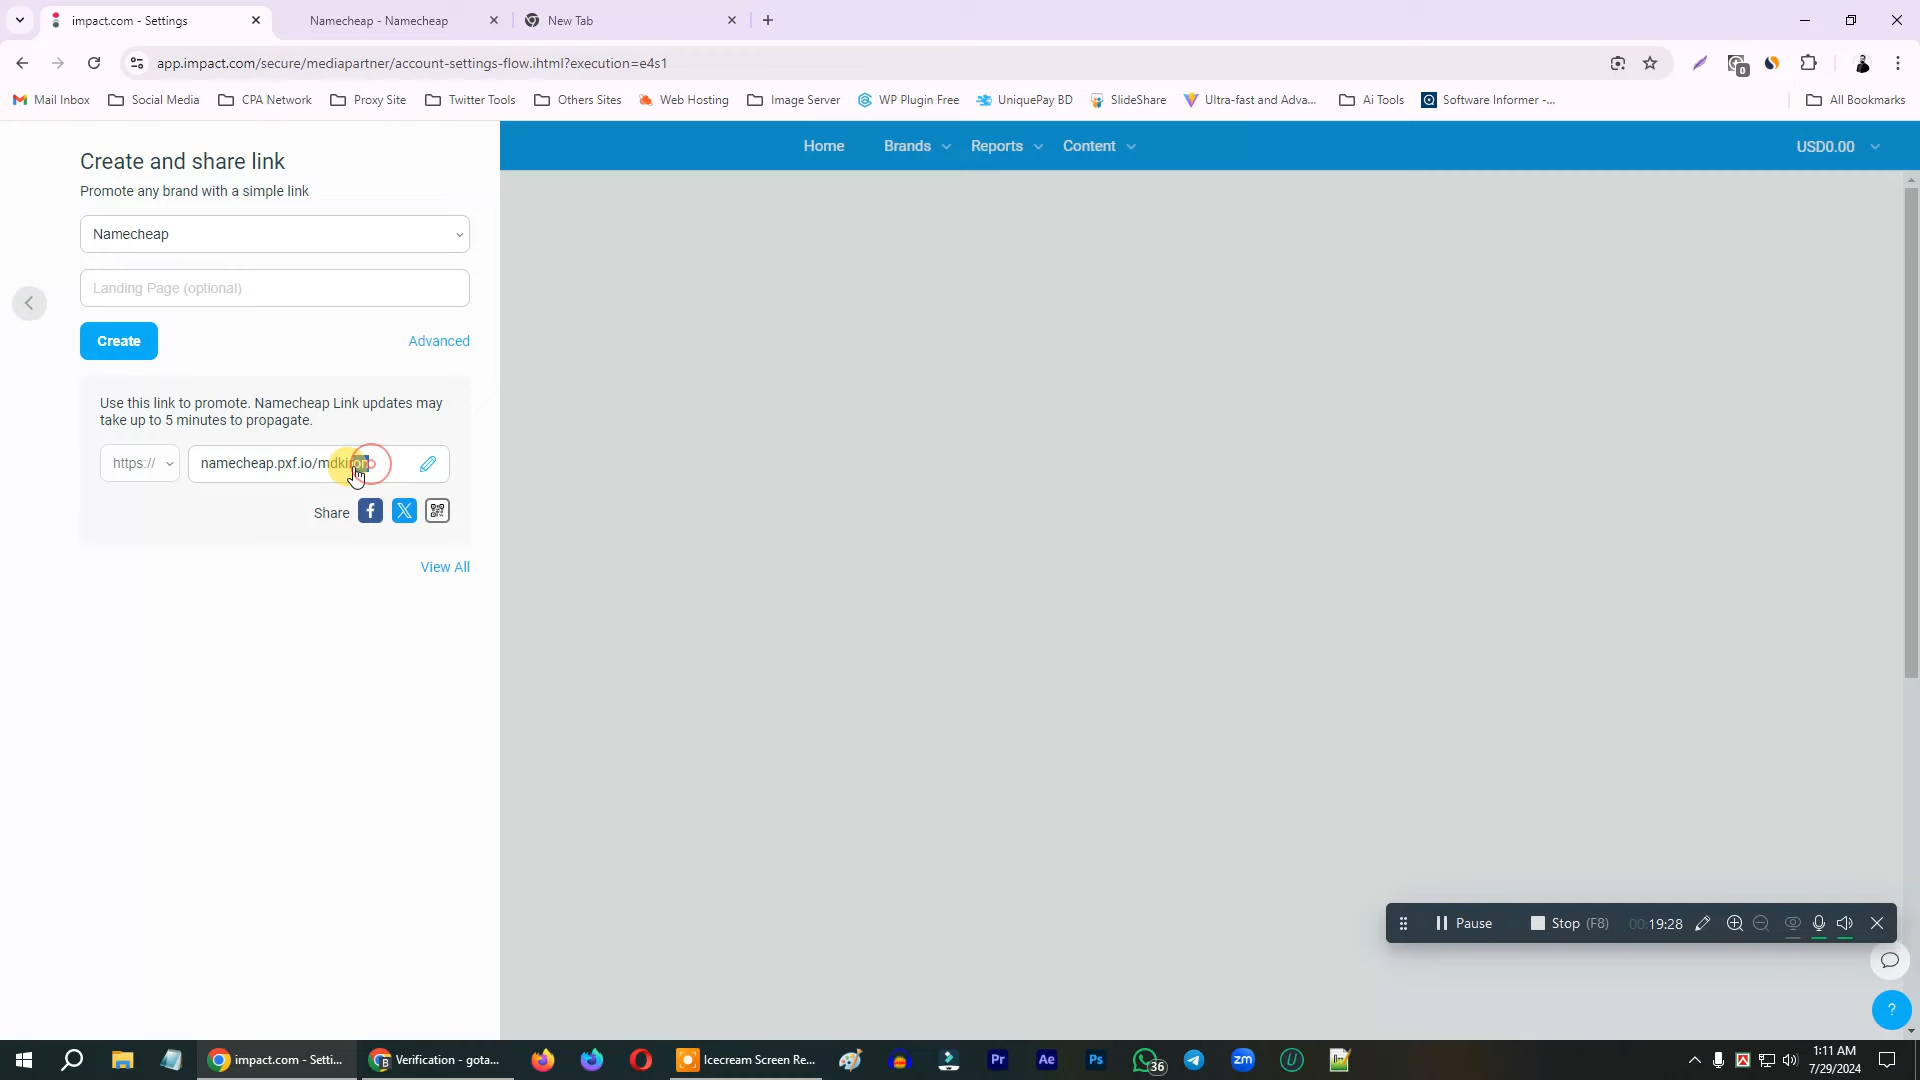 impact.com - Settings
Namecheap - Namecheap
New Tab
app.impact.com/secure/mediapartner/account-settings-flow.ihtml?execution=e4s1
0
Mail Inbox
Social Media
CPA Network
Proxy Site
Twitter Tools
Others Sites
Web Hosting
Image Server
WP Plugin Free
UniquePay BD
SlideShare
Ultra-fast and Adva...
Ai Tools
Software Informer -...
All Bookmarks
Create and share link
Promote any brand with a simple link
Home
Brands
Reports
Content
USD0.00
Namecheap
Landing Page (optional)
Create
Advanced
Use this link to promote. Namecheap Link updates may
take up to 5 minutes to propagate.
https://
namecheap.pxf.io/mdkiron
Share
View All
Pause
Stop (F8)
00:19:28
?
impact.com - Setti...
Verification - gota...
Icecream Screen Re...
Pr
Ae
Ps
36
zm
1:11 AM
7/29/2024